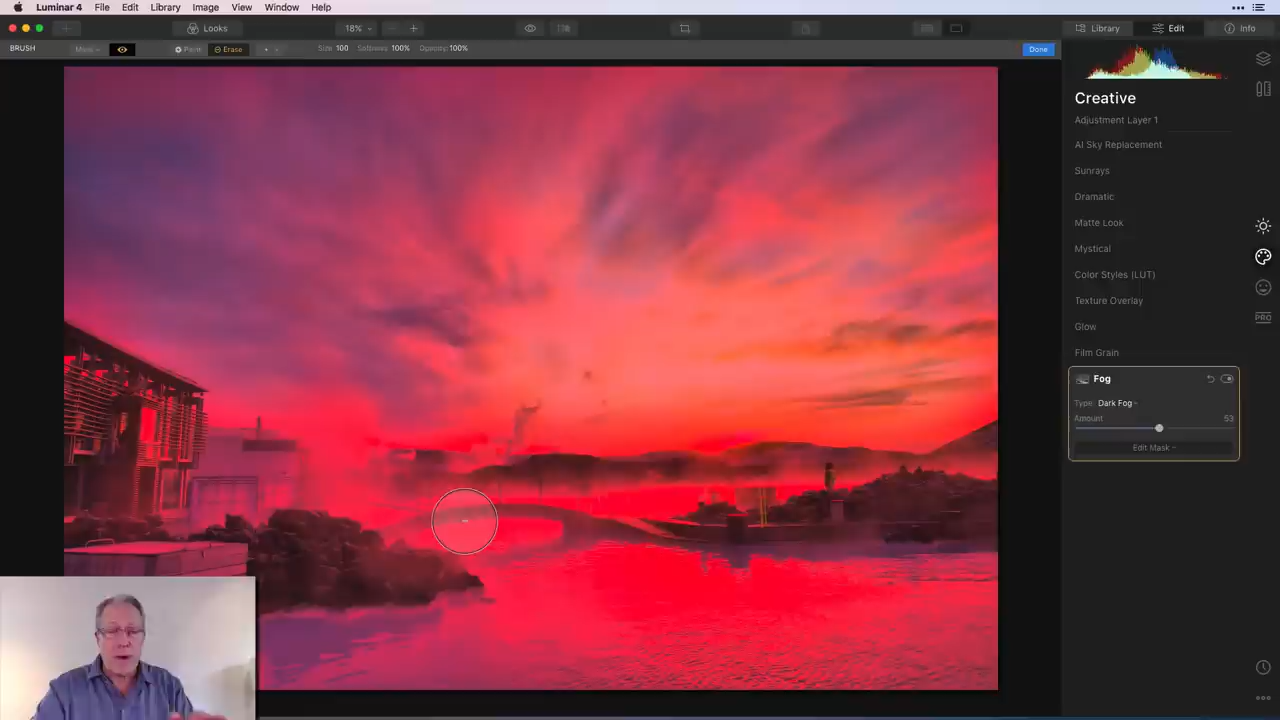 Luminar 4 File Edit Library Image View Window Help
Looks 18% Library Edit Info
BRUSH Mask Paint Erase Size 100 Softness 100% Opacity: 100% Done
Creative
Adjustment Layer 1
AI Sky Replacement
Sunrays
Dramatic
Matte Look
Mystical
Color Styles (LUT)
Texture Overlay
Glow
PRO
Film Grain
Fog
Type: Dark Fog
Amount 53
Edit Mask